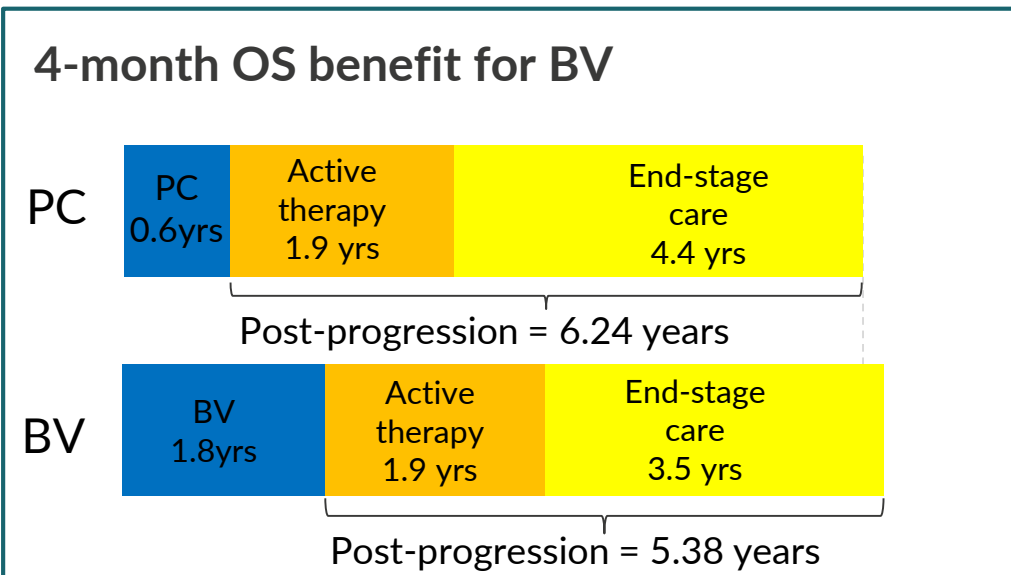 4-month OS benefit for BV
PC
PC
0.6yrs
Active
therapy
1.9 yrs
End-stage
care
4.4 yrs
Post-progression = 6.24 years
BV
BV
1.8yrs
Active
therapy
1.9 yrs
End-stage
care
3.5 yrs
Post-progression = 5.38 years